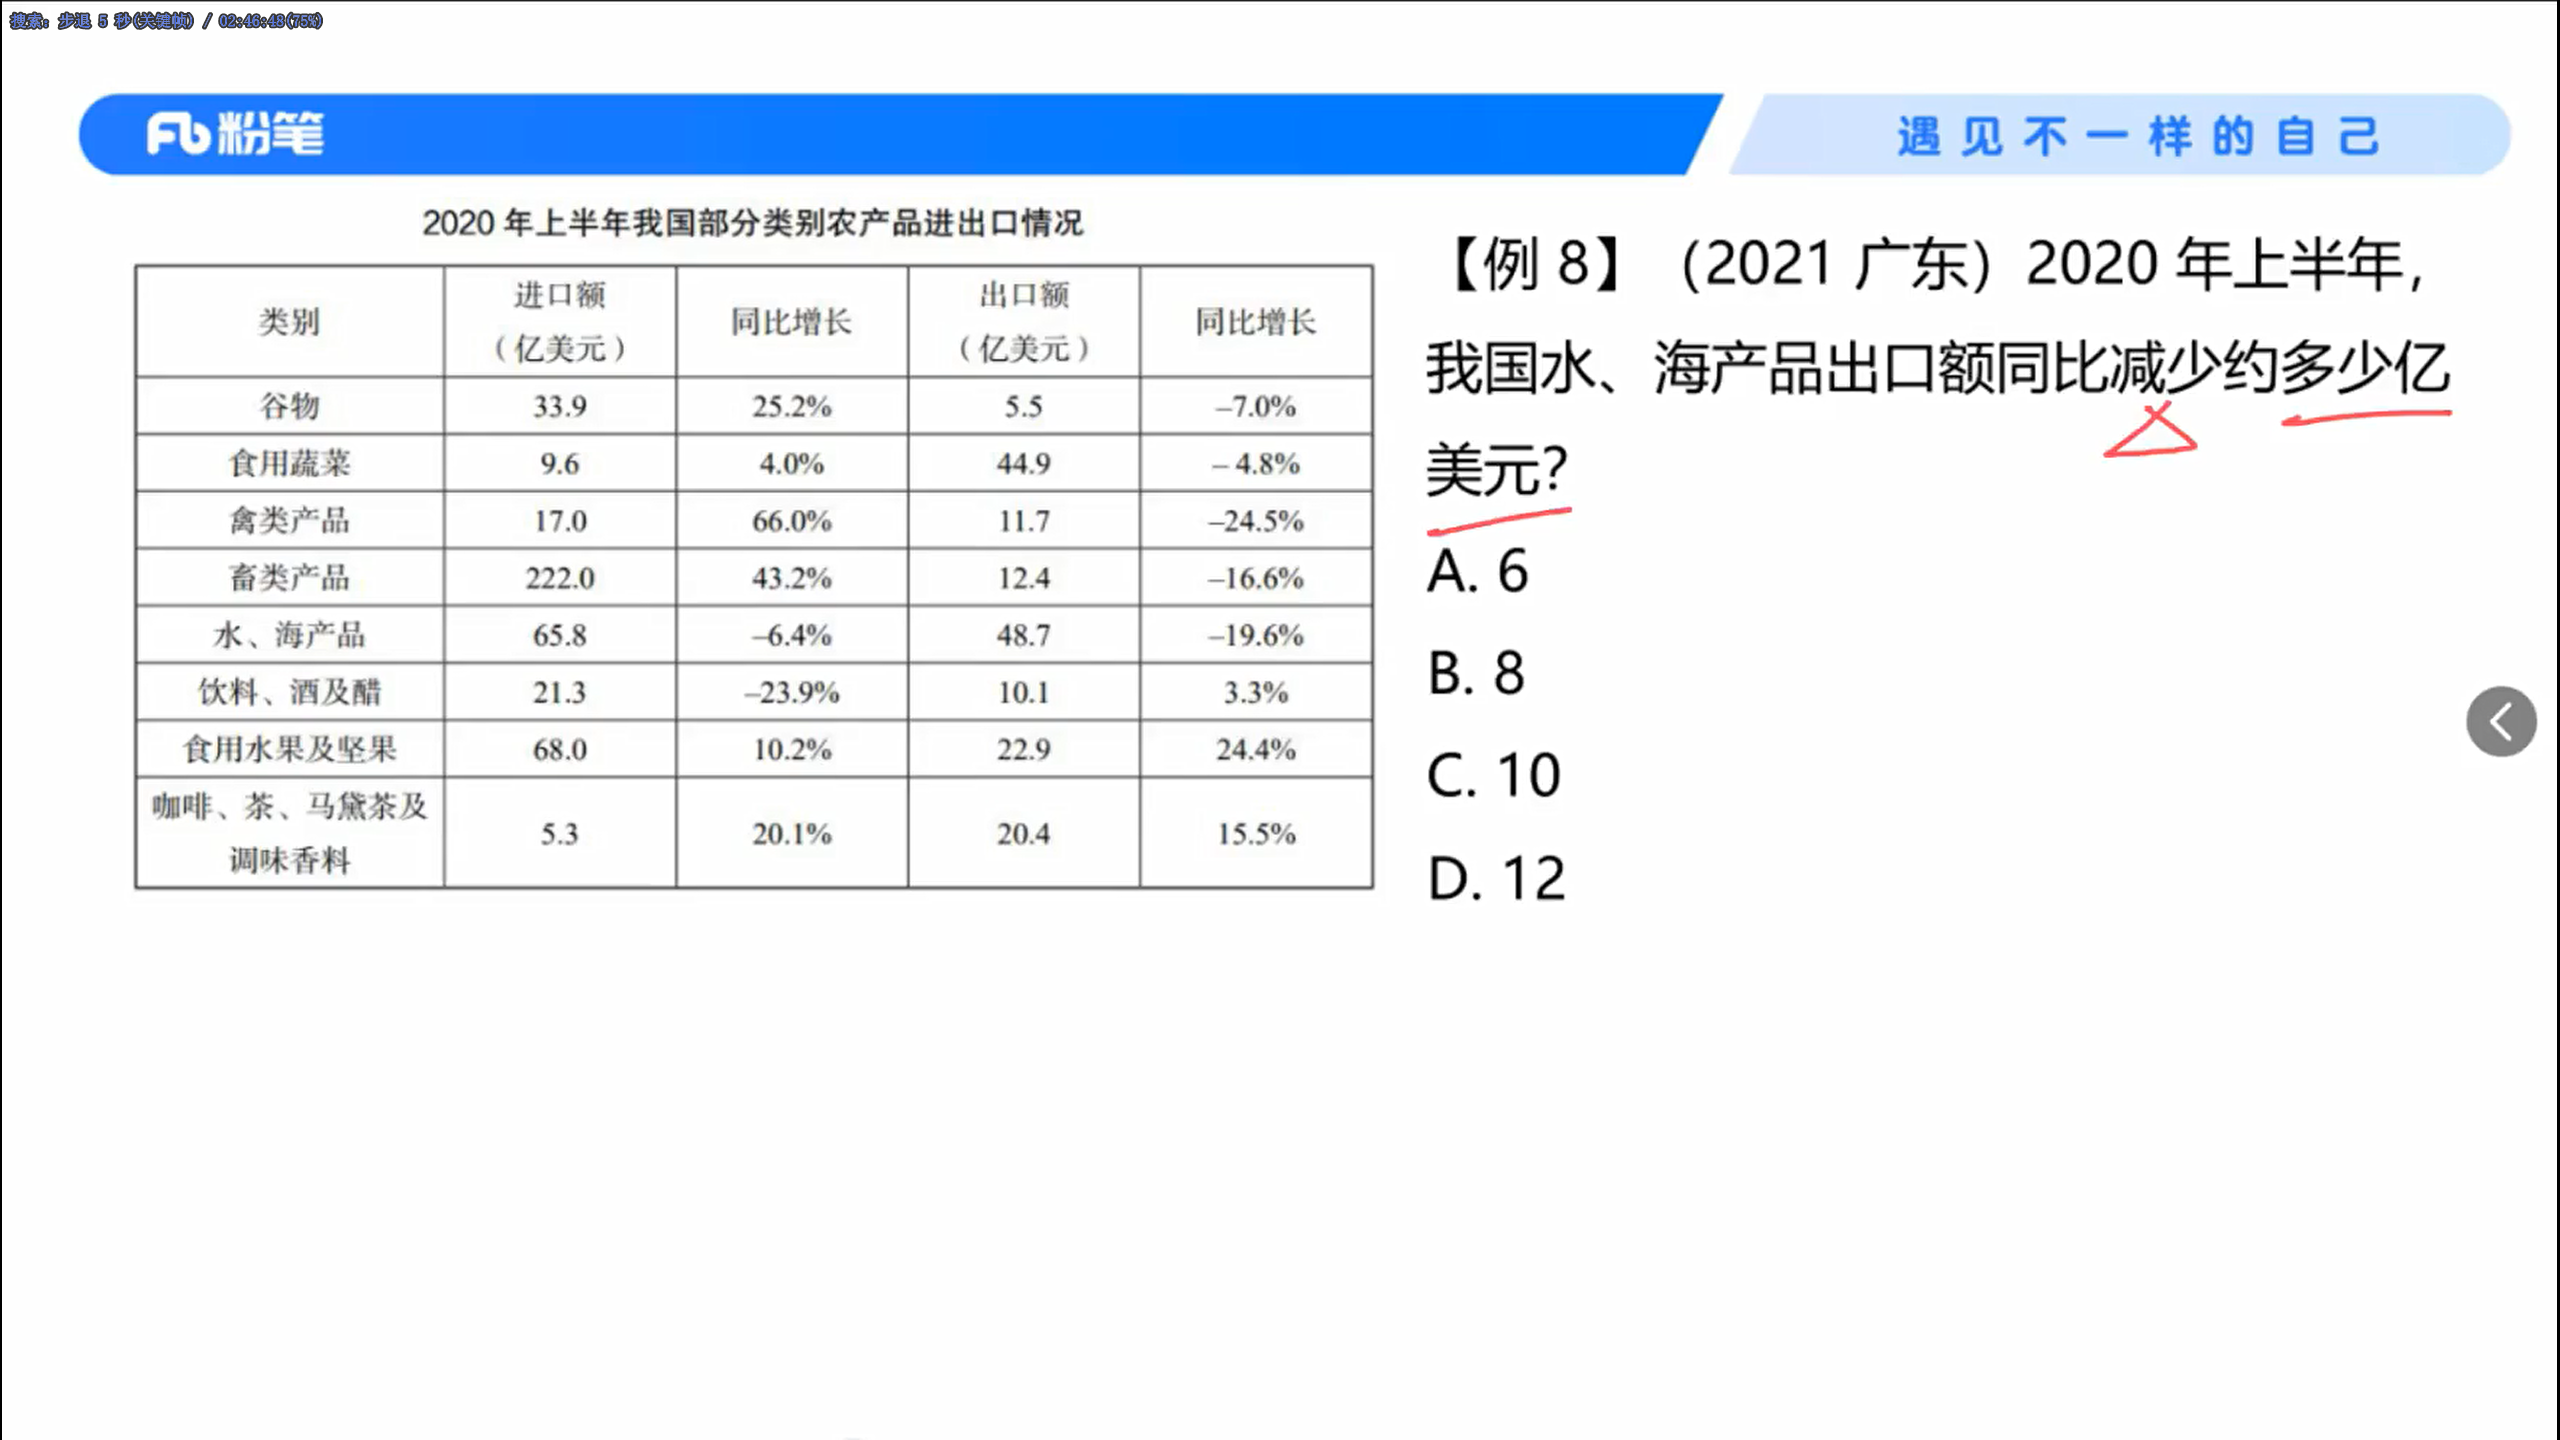 搜索: 步退 5 秒(关键帧) / 02:46:43(75%)
粉笔
遇见不一样的自己
2020 年上半年我国部分类别农产品进出口情况
类别 进口额（亿美元） 同比增长 出口额（亿美元） 同比增长
谷物 33.9 25.2% 5.5 –7.0%
食用蔬菜 9.6 4.0% 44.9 – 4.8%
禽类产品 17.0 66.0% 11.7 –24.5%
畜类产品 222.0 43.2% 12.4 –16.6%
水、海产品 65.8 –6.4% 48.7 –19.6%
饮料、酒及醋 21.3 –23.9% 10.1 3.3%
食用水果及坚果 68.0 10.2% 22.9 24.4%
咖啡、茶、马黛茶及调味香料 5.3 20.1% 20.4 15.5%
【例 8】（2021 广东）2020 年上半年，
我国水、海产品出口额同比减少约多少亿
美元?
A. 6
B. 8
C. 10
D. 12